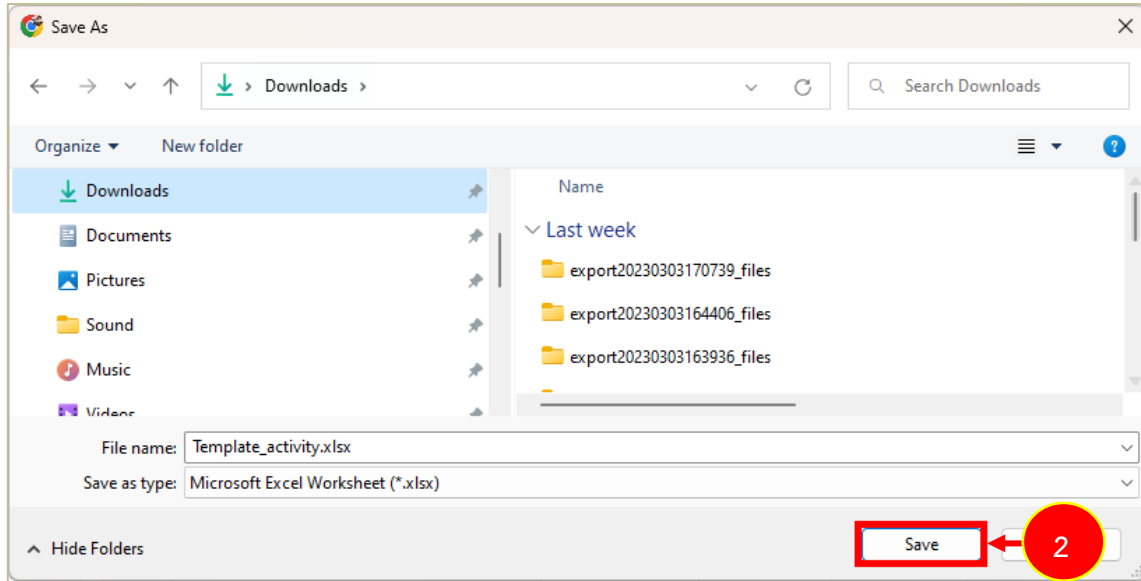 Save As
Downloads
Search Downloads
Organize
New folder
Downloads
Documents
Pictures
Sound
Music
Videos
Name
Last week
export20230303170739_files
export20230303164406_files
export20230303163936_files
File name: Template_activity.xlsx
Save as type: Microsoft Excel Worksheet (*.xlsx)
Hide Folders
Save
2